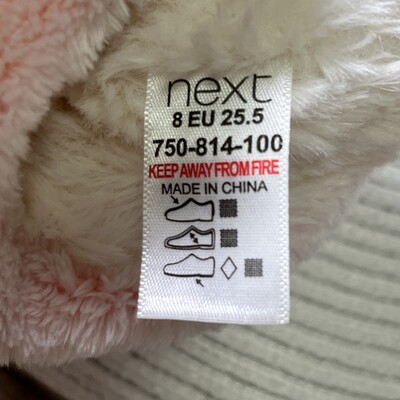 next
8 EU 25.5
750-814-100
KEEP AWAY FROM FIRE
MADE IN CHINA